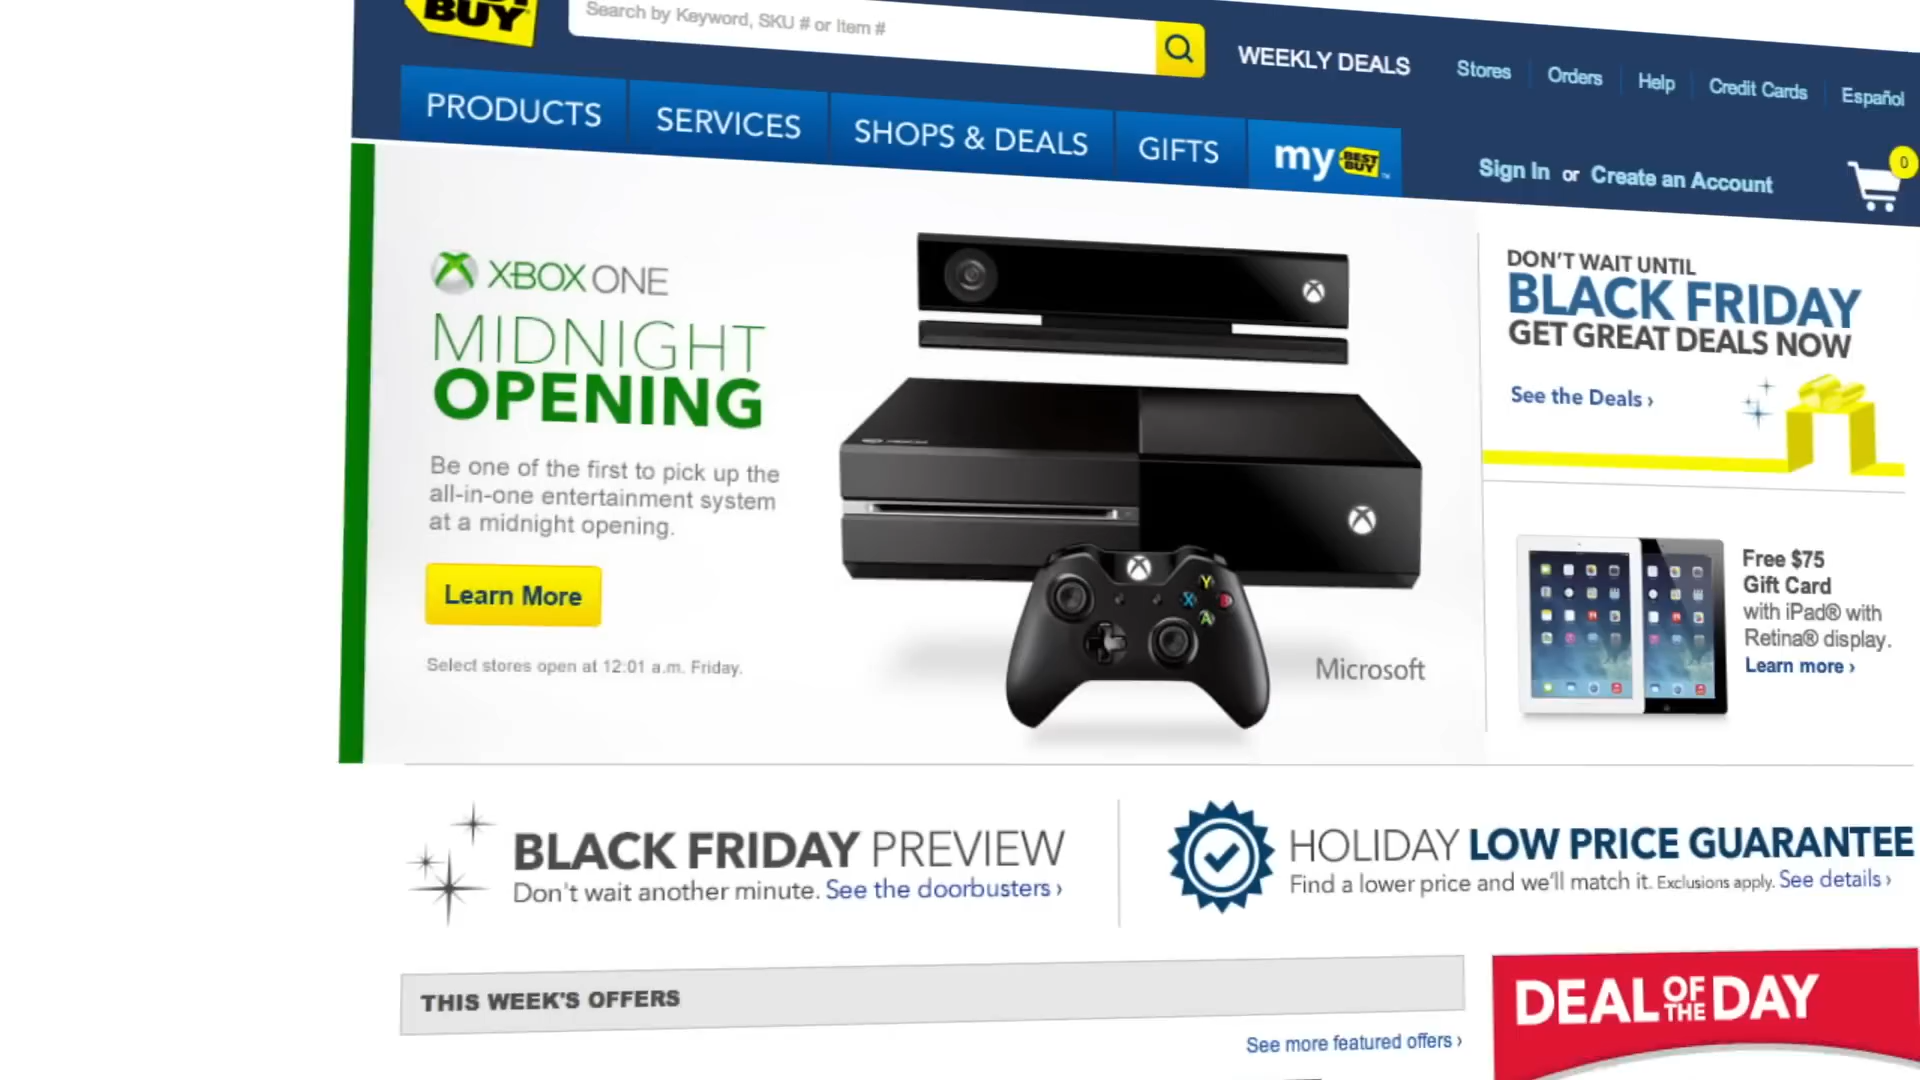 BUY
Search by Keyword, SKU # or Item #
WEEKLY DEALS
Stores
Orders
Help
Credit Cards
Español
PRODUCTS
SERVICES
SHOPS & DEALS
GIFTS
my BEST BUY™
Sign In or Create an Account
0
XBOX ONE
MIDNIGHT
OPENING
Be one of the first to pick up the
all-in-one entertainment system
at a midnight opening.
Learn More
Select stores open at 12:01 a.m. Friday.
Y
X
B
A
Microsoft
DON'T WAIT UNTIL
BLACK FRIDAY
GET GREAT DEALS NOW
See the Deals ›
Free $75
Gift Card
with iPad® with
Retina® display.
Learn more ›
BLACK FRIDAY PREVIEW
Don't wait another minute. See the doorbusters ›
HOLIDAY LOW PRICE GUARANTEE
Find a lower price and we'll match it. Exclusions apply. See details ›
THIS WEEK'S OFFERS
See more featured offers ›
DEAL OF THE DAY